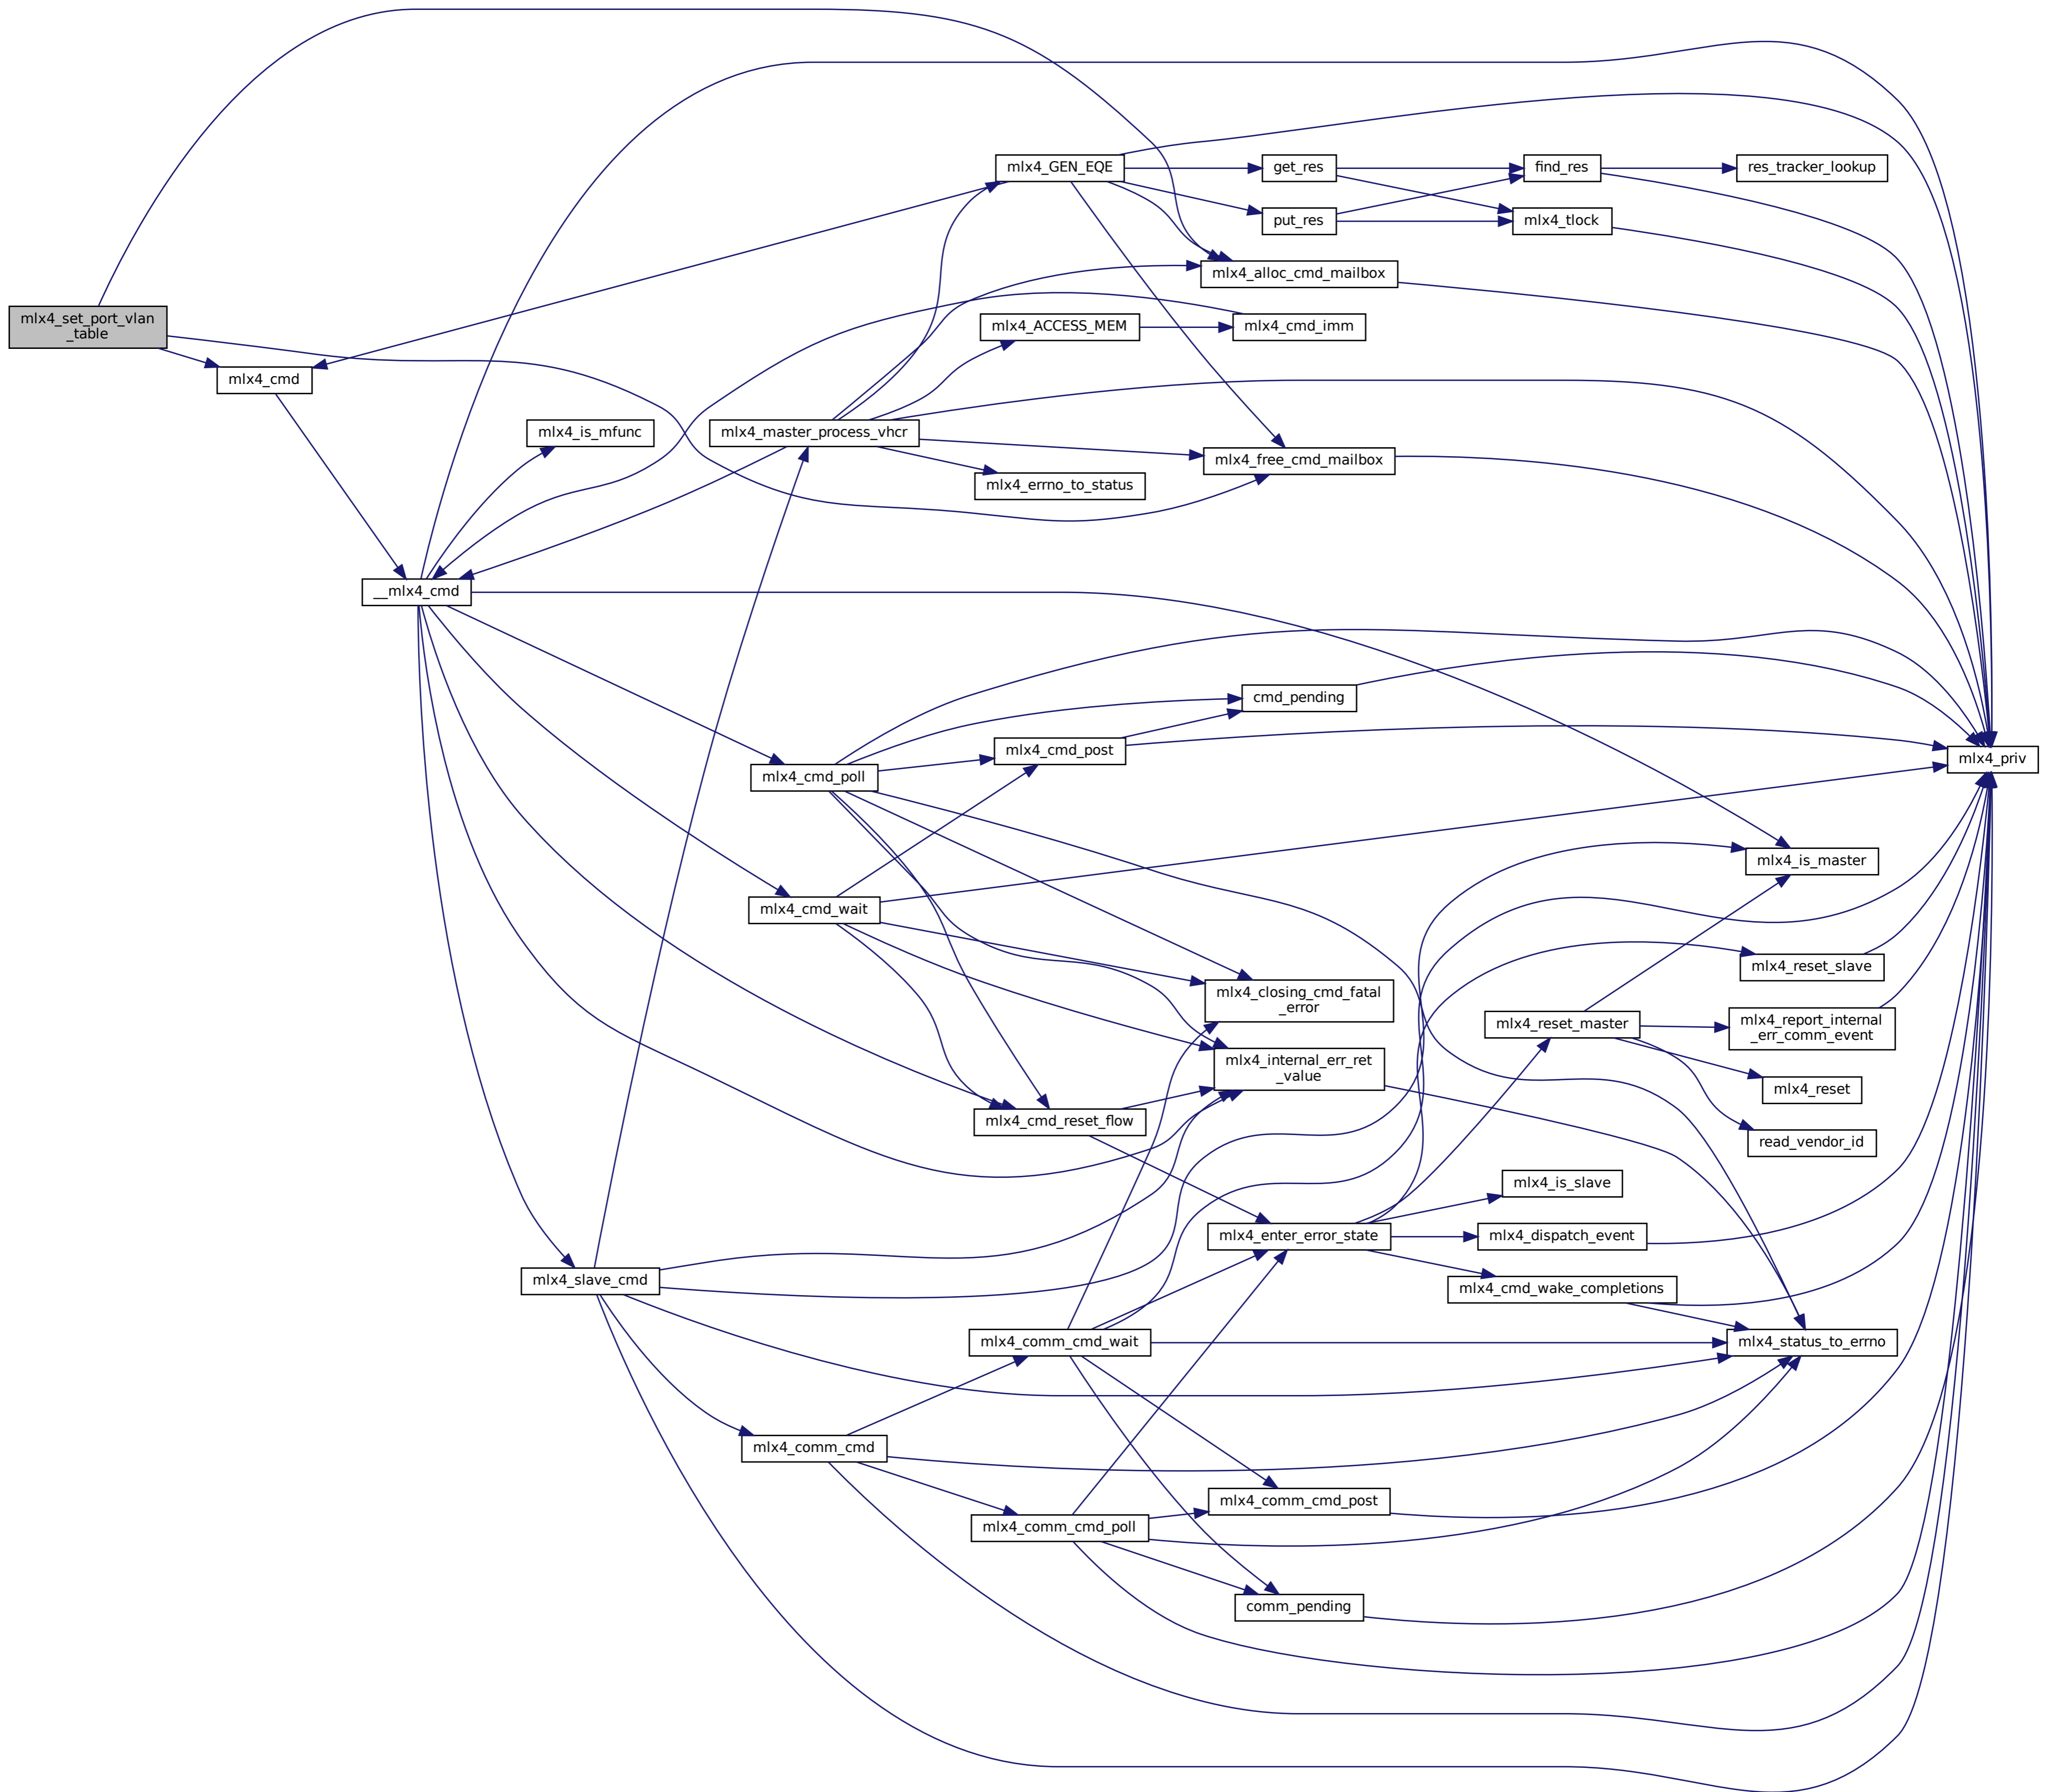 mlx4_set_port_vlan
_table
mlx4_cmd
__mlx4_cmd
mlx4_is_mfunc
mlx4_master_process_vhcr
mlx4_cmd_poll
mlx4_cmd_wait
mlx4_slave_cmd
mlx4_comm_cmd
mlx4_GEN_EQE
mlx4_ACCESS_MEM
mlx4_errno_to_status
mlx4_cmd_post
mlx4_cmd_reset_flow
mlx4_comm_cmd_wait
mlx4_comm_cmd_poll
get_res
put_res
mlx4_alloc_cmd_mailbox
mlx4_cmd_imm
mlx4_free_cmd_mailbox
cmd_pending
mlx4_closing_cmd_fatal
_error
mlx4_internal_err_ret
_value
mlx4_enter_error_state
mlx4_comm_cmd_post
comm_pending
find_res
mlx4_tlock
mlx4_reset_master
mlx4_is_slave
mlx4_dispatch_event
mlx4_cmd_wake_completions
res_tracker_lookup
mlx4_is_master
mlx4_reset_slave
mlx4_report_internal
_err_comm_event
mlx4_reset
read_vendor_id
mlx4_status_to_errno
mlx4_priv